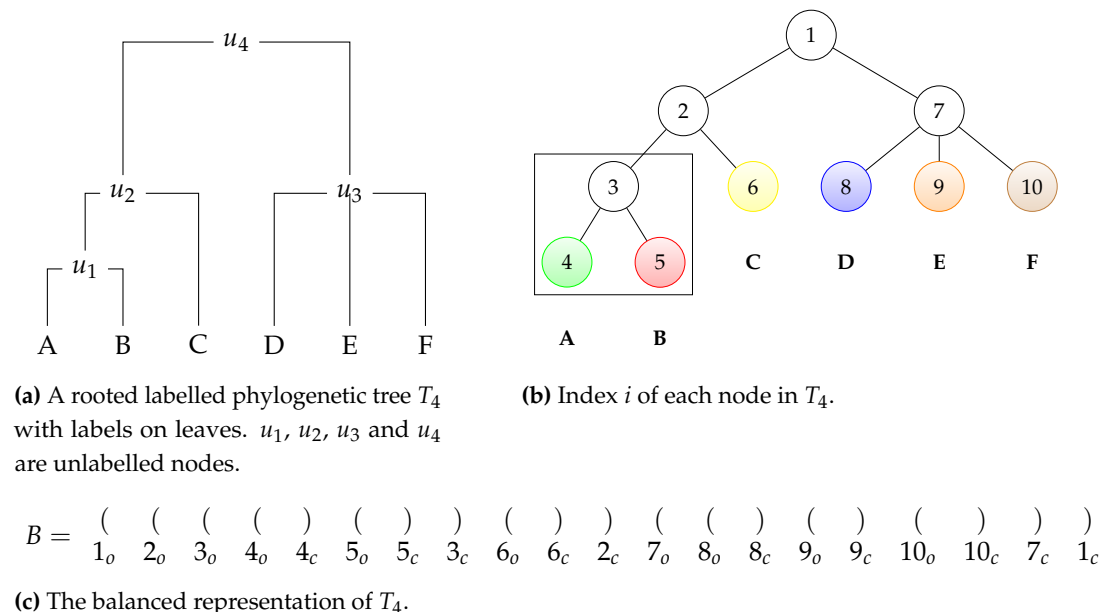 u4
u2 u3
u1
A B C D E F
(a) A rooted labelled phylogenetic tree T4
with labels on leaves. u1, u2, u3 and u4
are unlabelled nodes.
1
2 7
3 6 8 9 10
4 5 C D E F
A B
(b) Index i of each node in T4.
( ( ( ( ) ( ) ) ( ) ) ( ( ) ( ) ( ) ) )
B = 1o 2o 3o 4o 4c 5o 5c 3c 6o 6c 2c 7o 8o 8c 9o 9c 10o 10c 7c 1c
(c) The balanced representation of T4.